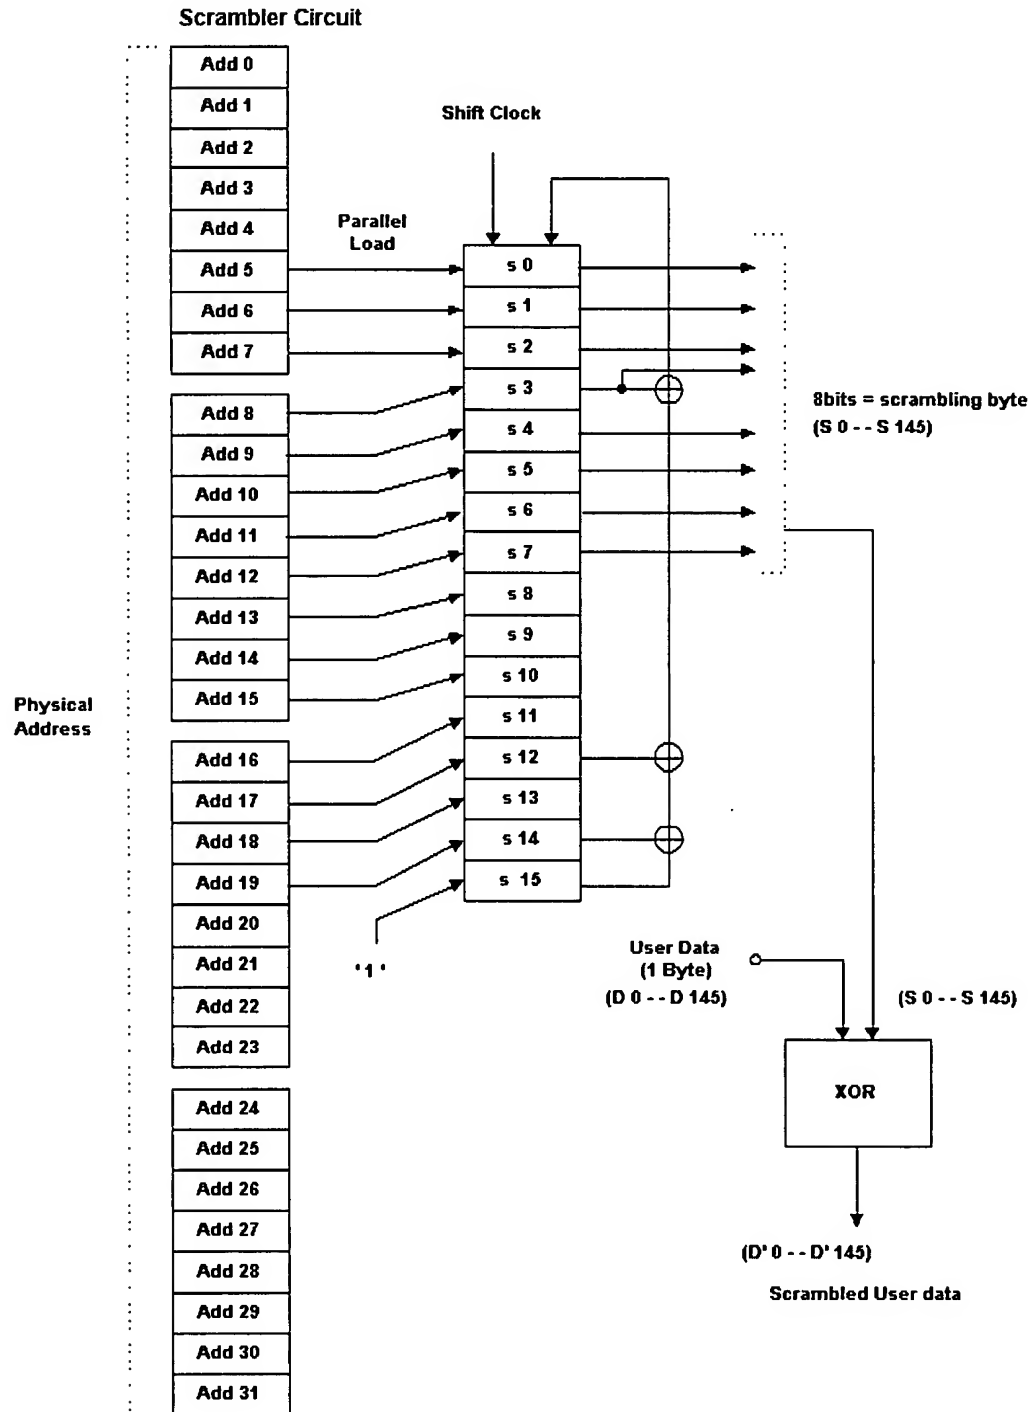 Scrambler Circuit
Add 0
Add 1
Add 2
Add 3
Add 4
Add 5
Add 6
Add 7
Add 8
Add 9
Add 10
Add 11
Add 12
Add 13
Add 14
Add 15
Physical
Address
Add 16
Add 17
Add 18
Add 19
Add 20
Add 21
Add 22
Add 23
Add 24
Add 25
Add 26
Add 27
Add 28
Add 29
Add 30
Add 31
Parallel
Load
Shift Clock
s 0
s 1
s 2
s 3
s 4
s 5
s 6
s 7
s 8
s 9
s 10
s 11
s 12
s 13
s 14
s 15
'1'
8bits = scrambling byte
(S 0 - - S 145)
User Data
(1 Byte)
(D 0 - - D 145)
(S 0 - - S 145)
XOR
(D' 0 - - D' 145)
Scrambled User data